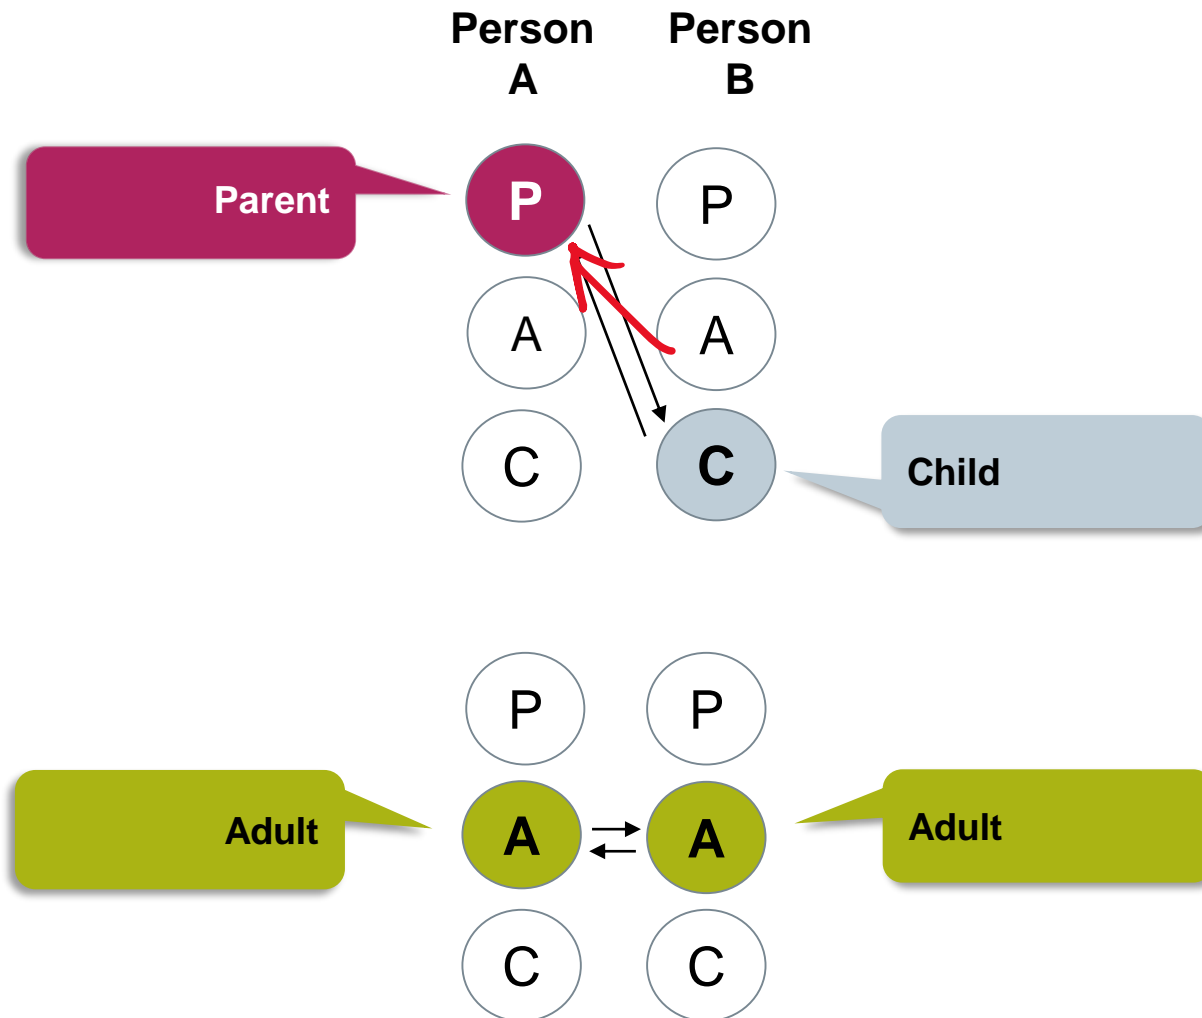 Person Person
A B
Parent P P
A A
C C Child
P P
Adult A A Adult
C C